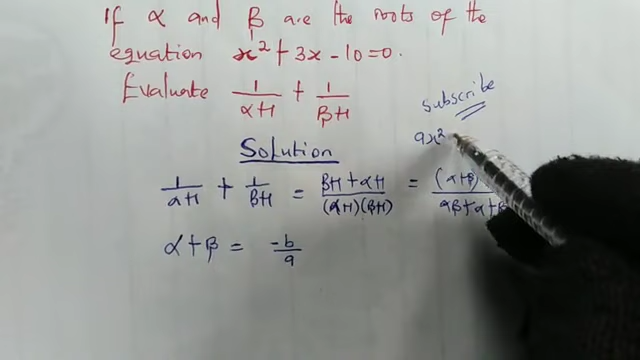 If α and β are the roots of the
equation x² + 3x - 10 = 0.
Evaluate 1/(α+1) + 1/(β+1)
subscribe
ax²
Solution
1/(α+1) + 1/(β+1) = (β+1+α+1)/((α+1)(β+1)) = (α+β)/(αβ+α+β
α+β = -b/a